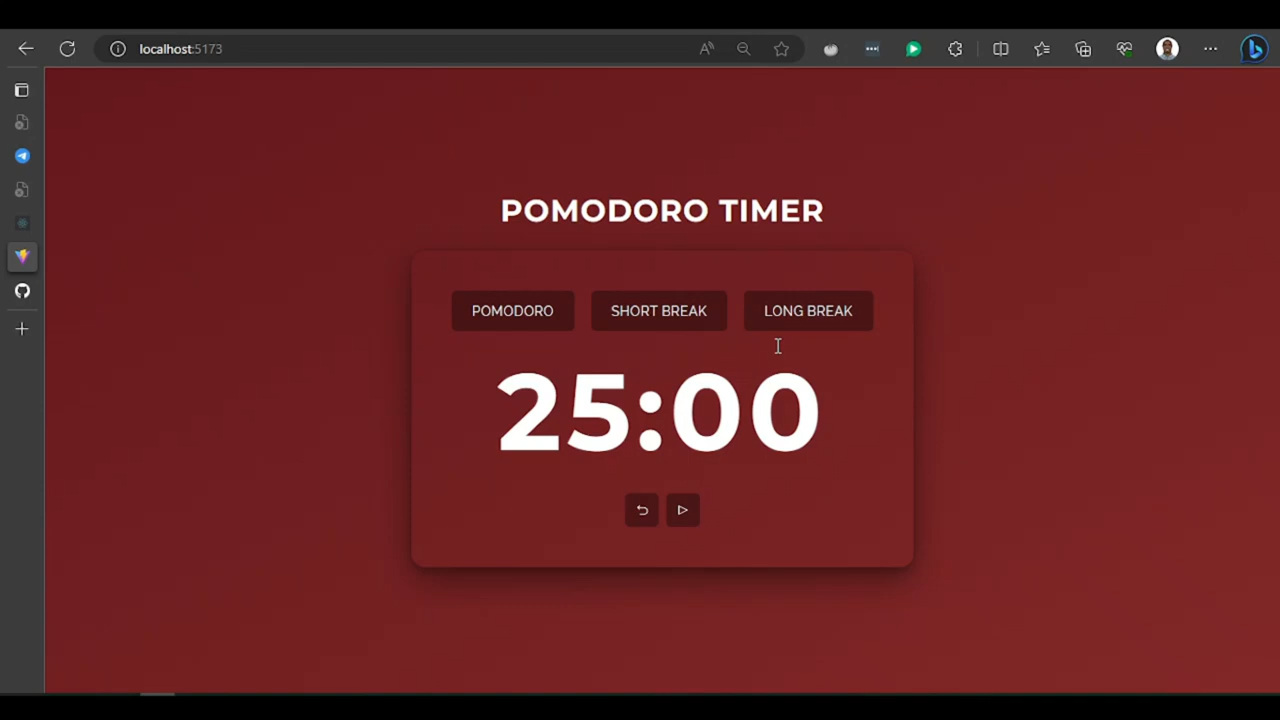 localhost:5173
POMODORO TIMER
POMODORO
SHORT BREAK
LONG BREAK
25:00